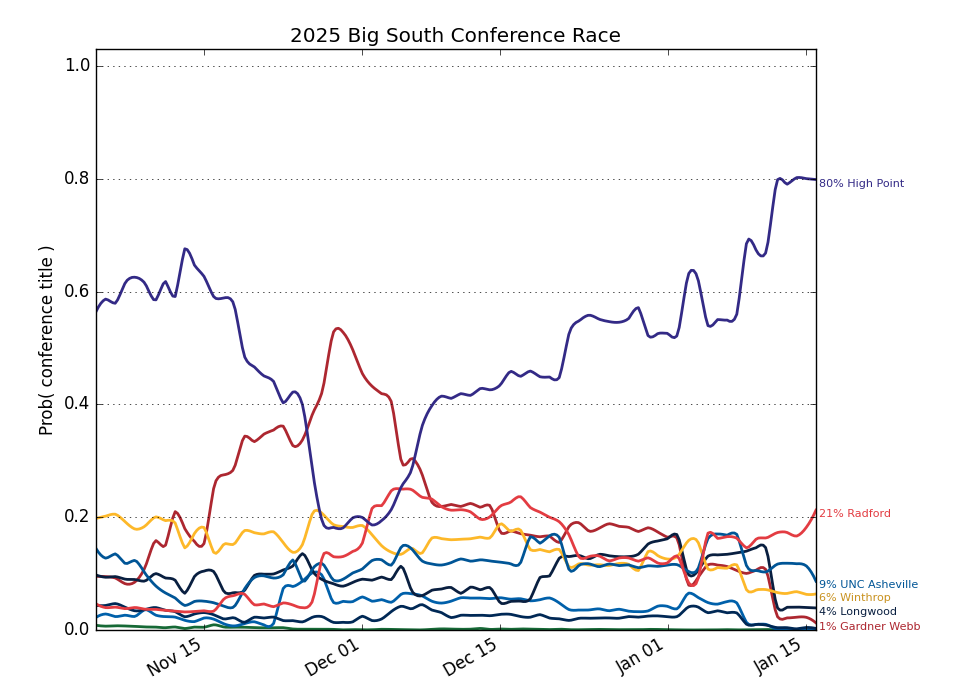 2025 Big South Conference Race
Prob( conference title )
1.0
0.8
0.6
0.4
0.2
0.0
80% High Point
21% Radford
9% UNC Asheville
6% Winthrop
4% Longwood
1% Gardner Webb
Nov 15
Dec 01
Dec 15
Jan 01
Jan 15